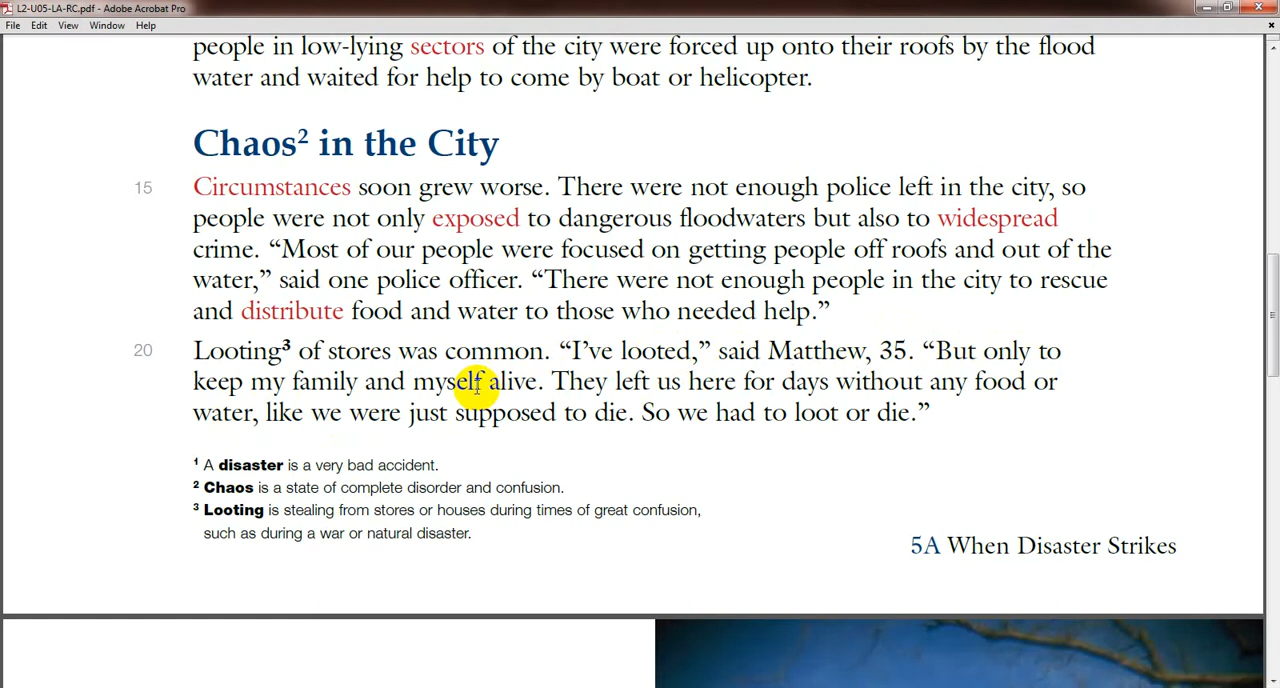 L2-U05-LA-RC.pdf - Adobe Acrobat Pro
File Edit View Window Help
people in low-lying sectors of the city were forced up onto their roofs by the flood
water and waited for help to come by boat or helicopter.
Chaos² in the City
15 Circumstances soon grew worse. There were not enough police left in the city, so
people were not only exposed to dangerous floodwaters but also to widespread
crime. “Most of our people were focused on getting people off roofs and out of the
water,” said one police officer. “There were not enough people in the city to rescue
and distribute food and water to those who needed help.”
20 Looting³ of stores was common. “I’ve looted,” said Matthew, 35. “But only to
keep my family and myself alive. They left us here for days without any food or
water, like we were just supposed to die. So we had to loot or die.”
¹ A disaster is a very bad accident.
² Chaos is a state of complete disorder and confusion.
³ Looting is stealing from stores or houses during times of great confusion,
such as during a war or natural disaster.
5A When Disaster Strikes